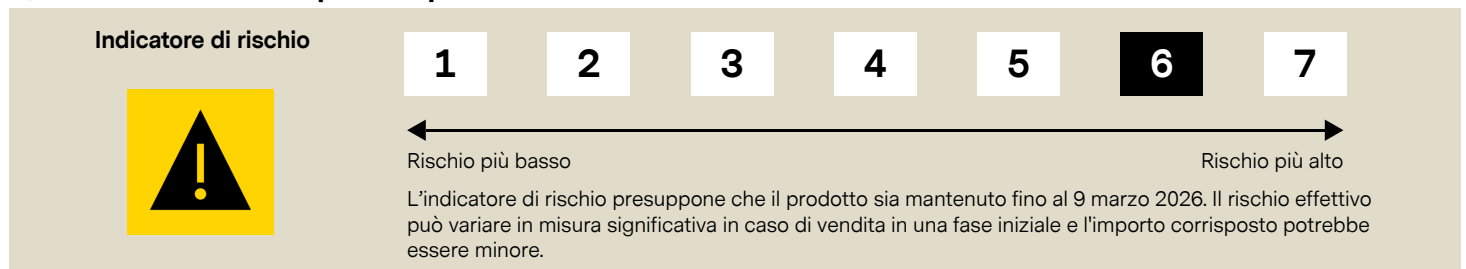 Indicatore di rischio
1 2 3 4 5 6 7
Rischio più basso Rischio più alto
L'indicatore di rischio presuppone che il prodotto sia mantenuto fino al 9 marzo 2026. Il rischio effettivo
può variare in misura significativa in caso di vendita in una fase iniziale e l'importo corrisposto potrebbe
essere minore.